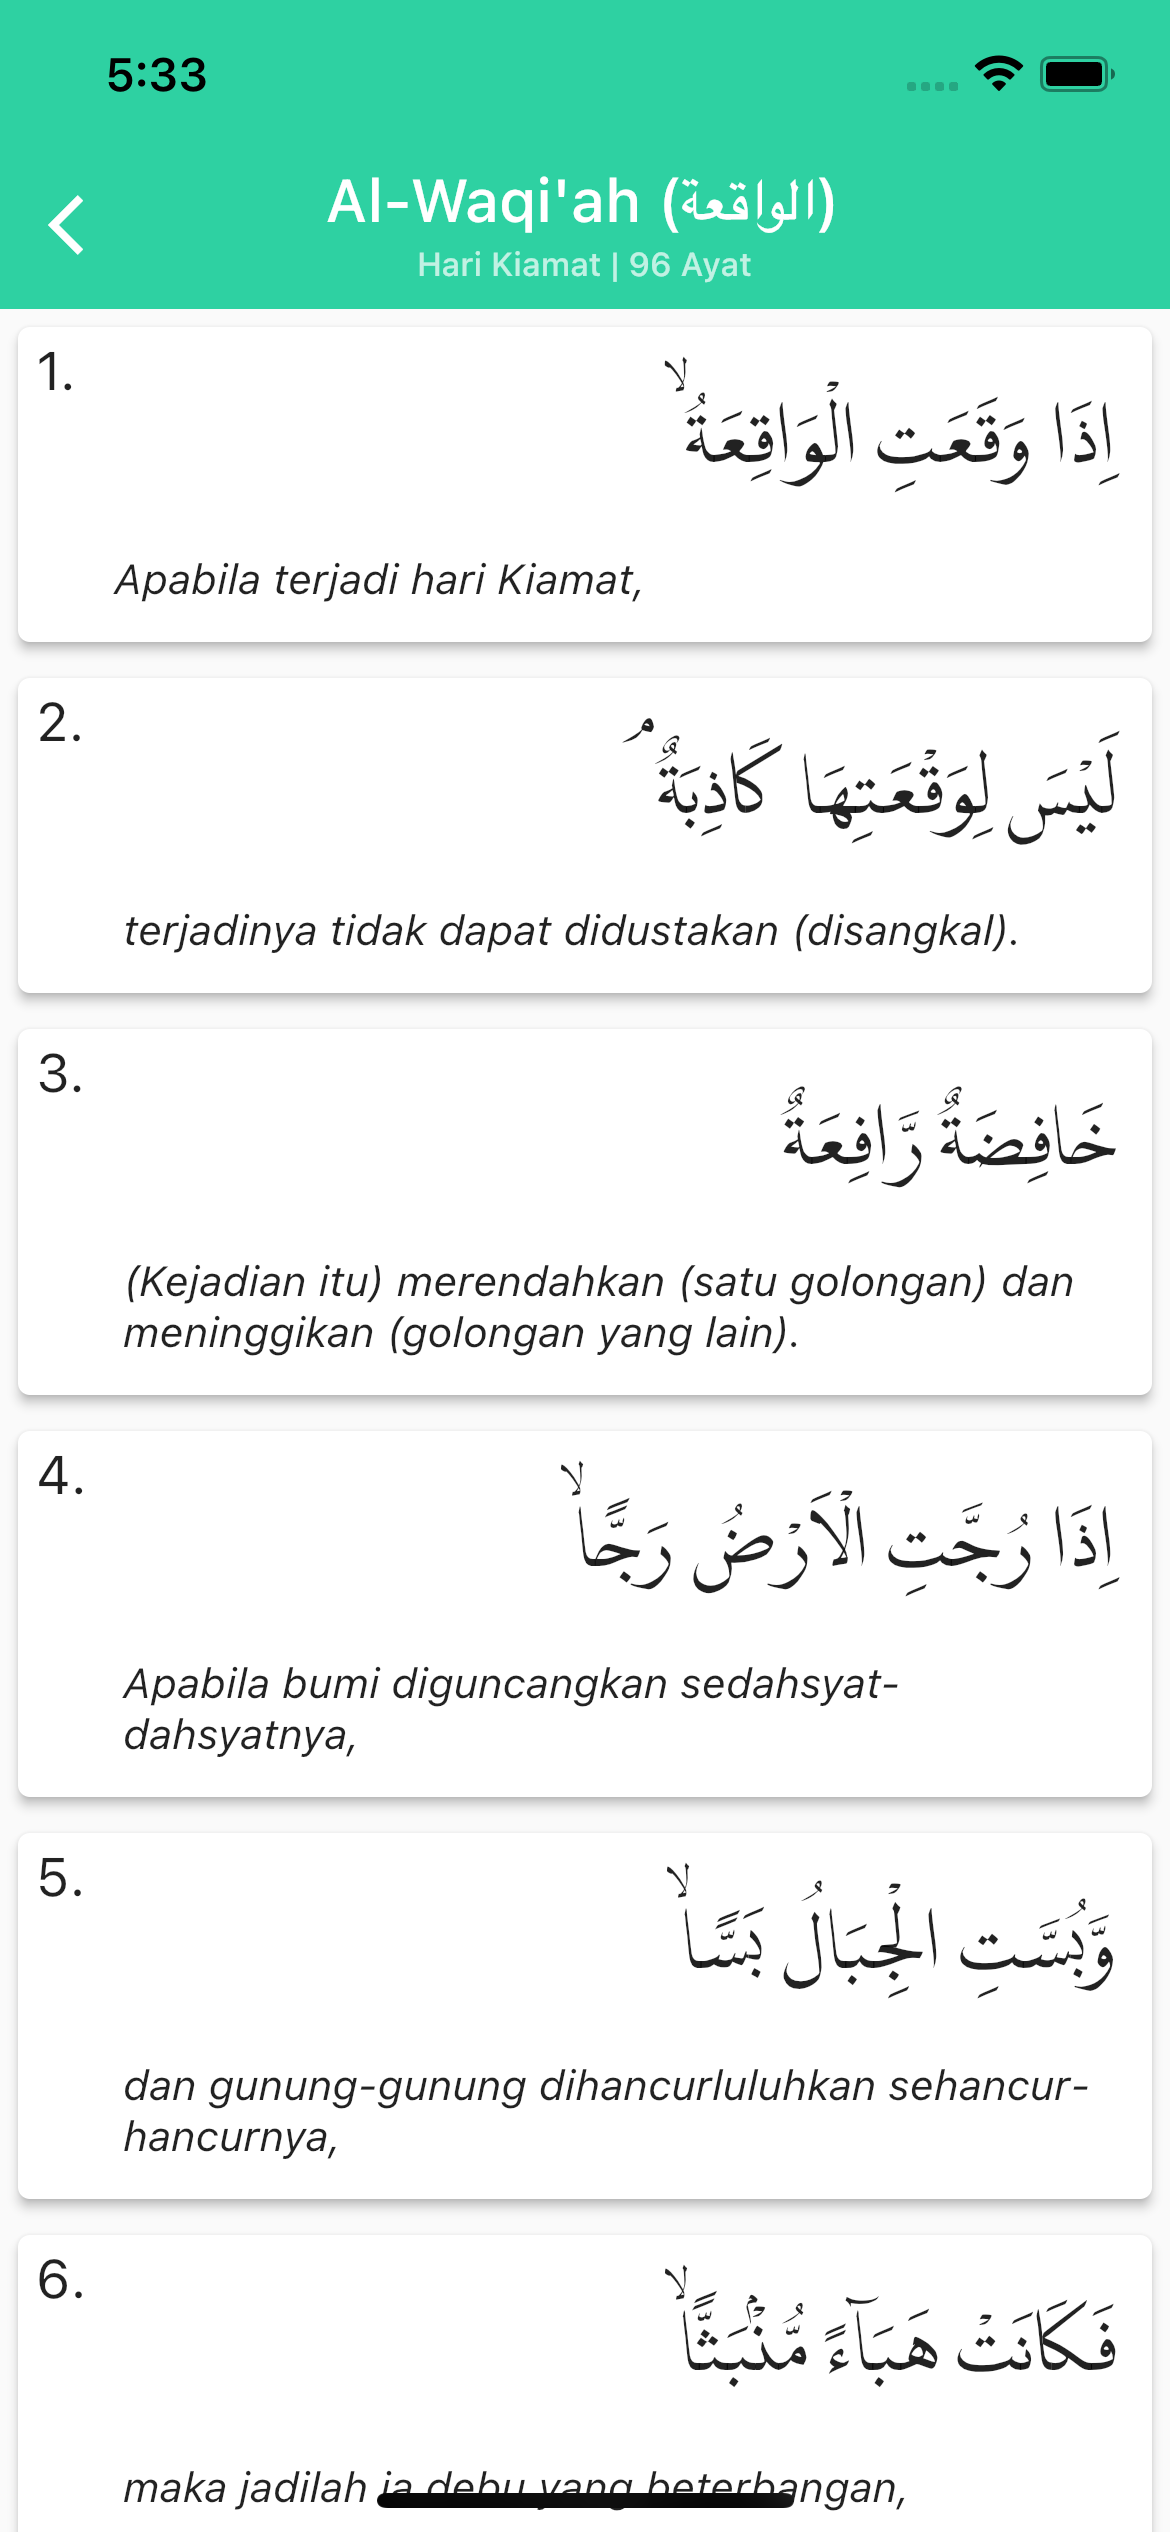 5:33
Al-Waqi'ah (الواقعة)
Hari Kiamat | 96 Ayat
1.
اِذَا وَقَعَتِ الْوَاقِعَةُۙ
Apabila terjadi hari Kiamat,
2.
لَيْسَ لِوَقْعَتِهَا كَاذِبَةٌ ۘ
terjadinya tidak dapat didustakan (disangkal).
3.
خَافِضَةٌ رَّافِعَةٌ
(Kejadian itu) merendahkan (satu golongan) dan
meninggikan (golongan yang lain).
4.
اِذَا رُجَّتِ الْاَرْضُ رَجًّاۙ
Apabila bumi diguncangkan sedahsyat-
dahsyatnya,
5.
وَّبُسَّتِ الْجِبَالُ بَسًّاۙ
dan gunung-gunung dihancurluluhkan sehancur-
hancurnya,
6.
فَكَانَتْ هَبَاۤءً مُّنْۢبَثًّاۙ
maka jadilah ia debu yang beterbangan,